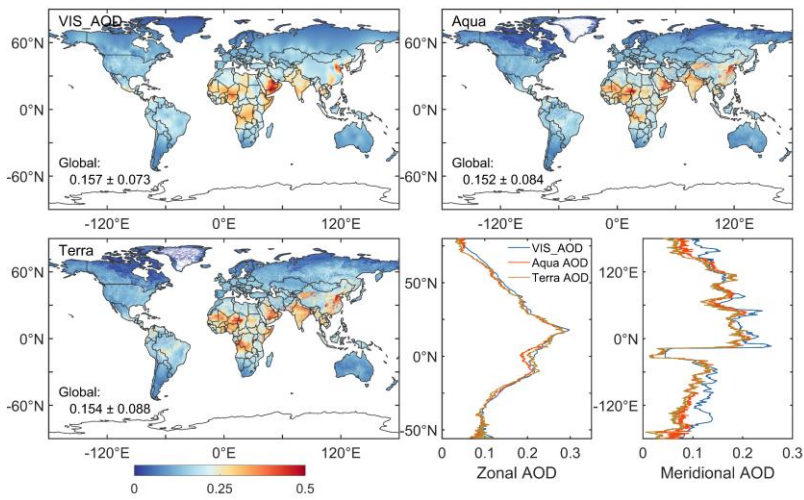 VIS_AOD
60°N
0°N
-60°N
Global:
0.157 ± 0.073
-120°E
0°E
120°E
Aqua
60°N
0°N
-60°N
Global:
0.152 ± 0.084
-120°E
0°E
120°E
Terra
60°N
0°N
-60°N
Global:
0.154 ± 0.088
-120°E
0°E
120°E
0
0.25
0.5
VIS_AOD
Aqua AOD
Terra AOD
50°N
0°N
-50°N
0
0.1
0.2
0.3
Zonal AOD
120°E
0°N
-120°E
0
0.1
0.2
0.3
Meridional AOD